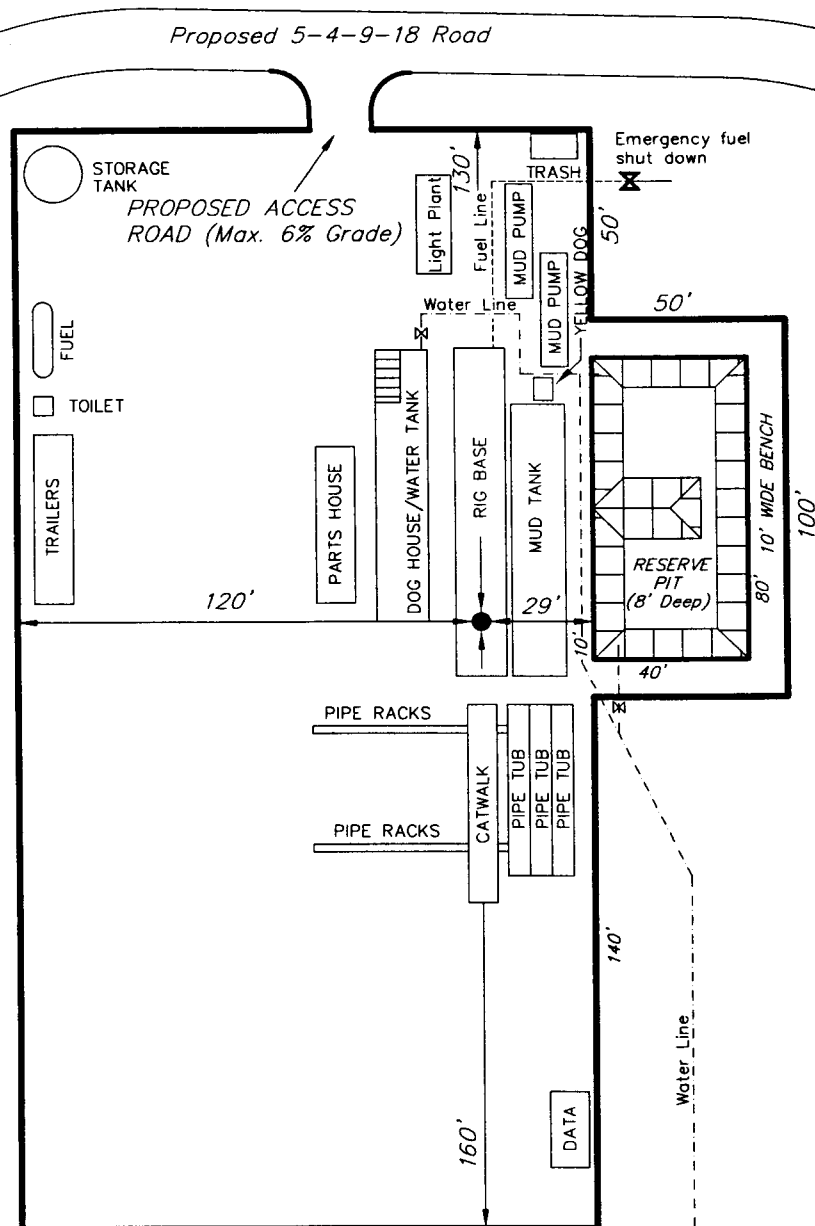 Proposed 5-4-9-18 Road
STORAGE
TANK
PROPOSED ACCESS
ROAD (Max. 6% Grade)
Light Plant
130'
Fuel Line
TRASH
Emergency fuel
shut down
50'
MUD PUMP
MUD PUMP
YELLOW DOG
50'
Water Line
FUEL
TOILET
TRAILERS
PARTS HOUSE
DOG HOUSE/WATER TANK
RIG BASE
MUD TANK
RESERVE
PIT
(8' Deep)
80'
10' WIDE BENCH
100'
120'
29'
10'
40'
PIPE RACKS
PIPE RACKS
CATWALK
PIPE TUB
PIPE TUB
PIPE TUB
140'
Water Line
160'
DATA